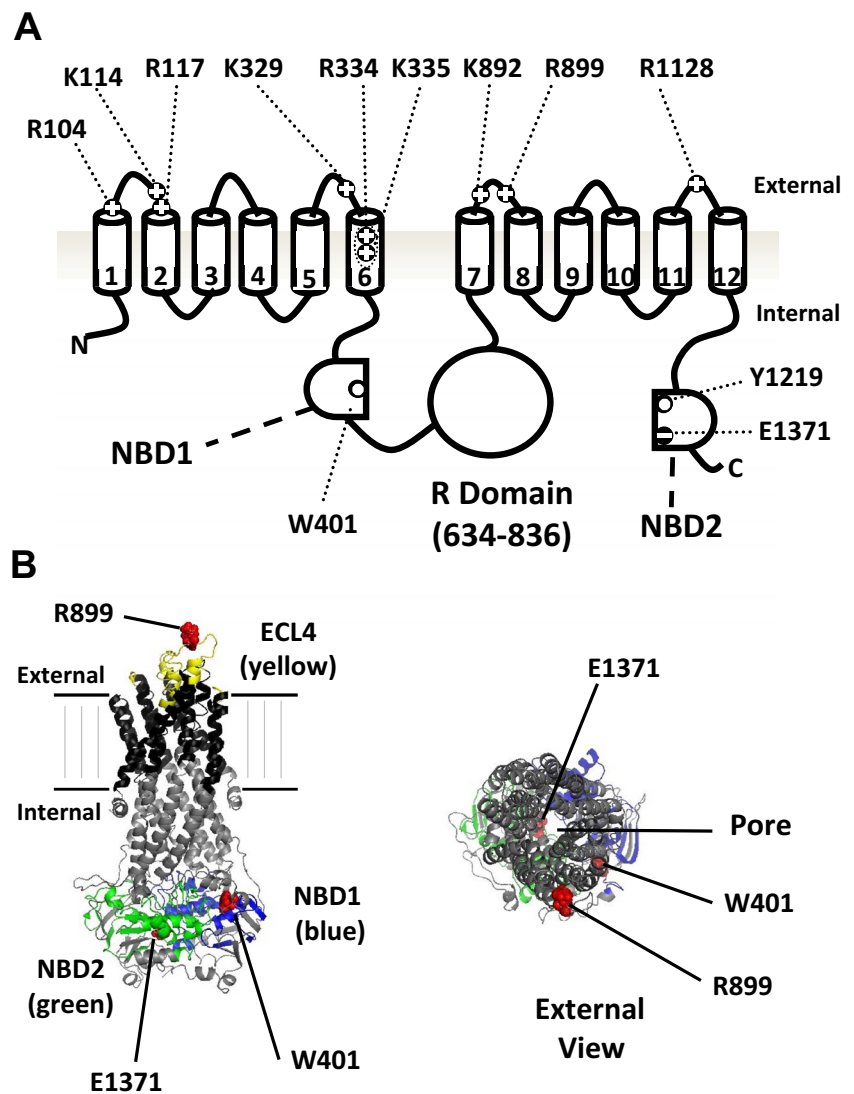 A
K114
R117
K329
R334
K335
K892
R899
R1128
R104
External
1
2
3
4
5
6
7
8
9
10
11
12
Internal
N
Y1219
NBD1
E1371
C
W401
R Domain
(634-836)
NBD2
B
R899
ECL4
(yellow)
External
Internal
NBD1
(blue)
NBD2
(green)
E1371
W401
E1371
Pore
W401
R899
External
View